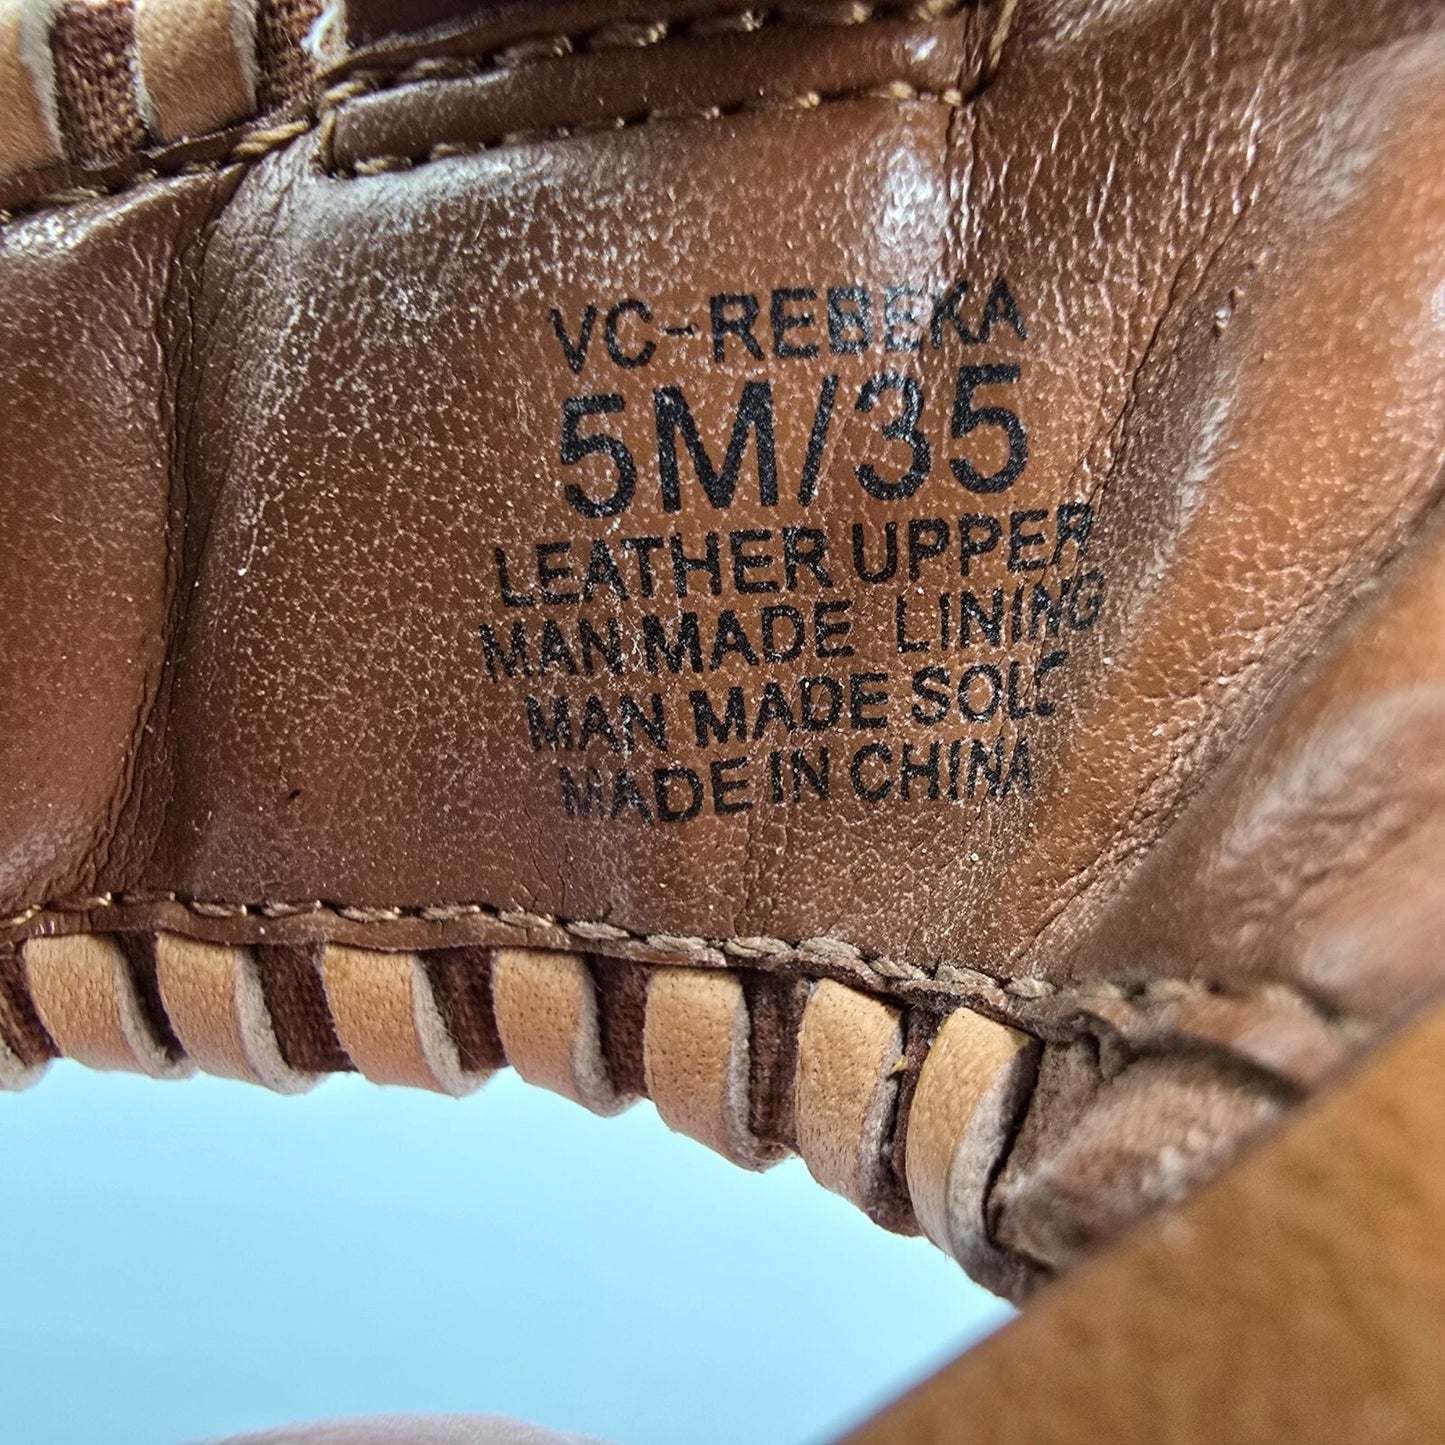 VC-REBEKA
5M/35
LEATHER UPPER
MAN MADE LINING
MAN MADE SOLE
MADE IN CHINA